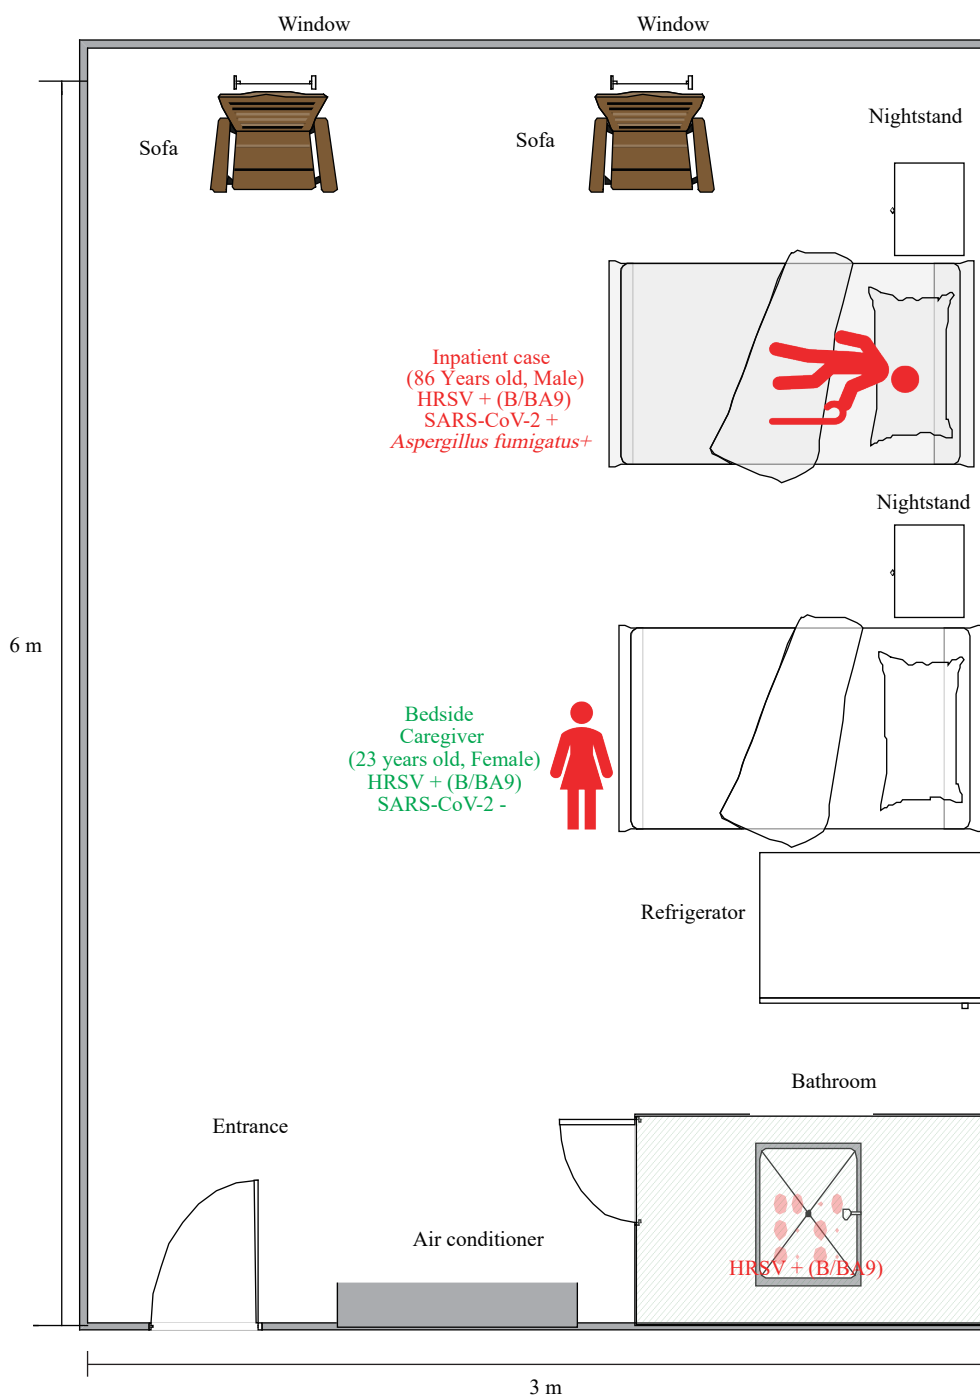 Window
Window
Nightstand
Sofa
Sofa
Inpatient case
(86 Years old, Male)
HRSV + (B/BA9)
SARS-CoV-2 +
Aspergillus fumigatus+
Nightstand
6 m
Bedside
Caregiver
(23 years old, Female)
HRSV + (B/BA9)
SARS-CoV-2 -
Refrigerator
Bathroom
Entrance
Air conditioner
HRSV + (B/BA9)
3 m